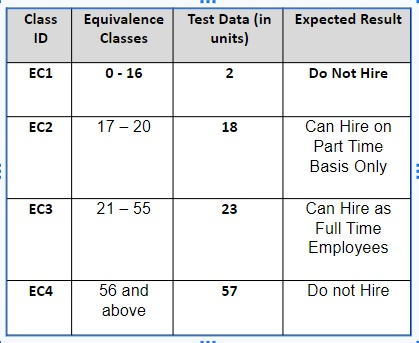 Class ID Equivalence Classes Test Data (in units) Expected Result
EC1 0 - 16 2 Do Not Hire
EC2 17 – 20 18 Can Hire on Part Time Basis Only
EC3 21 – 55 23 Can Hire as Full Time Employees
EC4 56 and above 57 Do not Hire